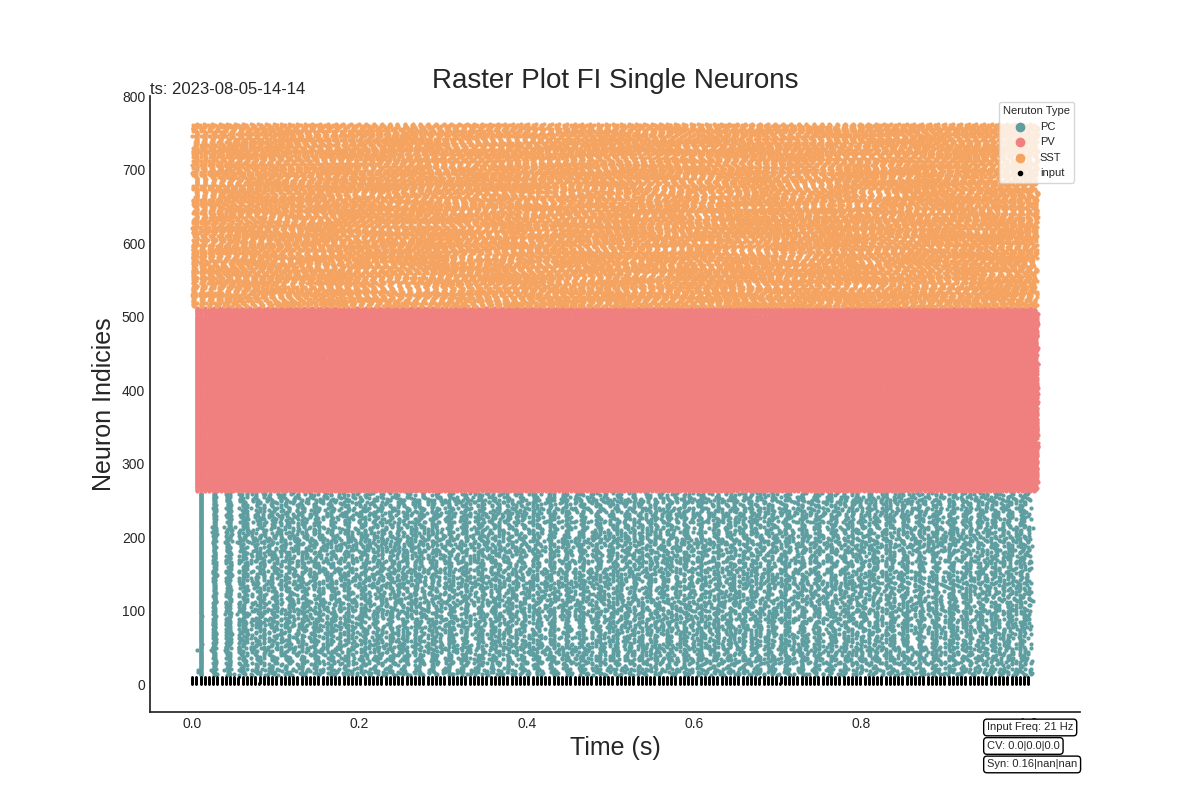 Raster Plot FI Single Neurons
ts: 2023-08-05-14-14
800
700
600
500
400
300
200
100
0
Neuron Indicies
Neruton Type
PC
PV
SST
input
0.0
0.2
0.4
0.6
0.8
Time (s)
Input Freq: 21 Hz
CV: 0.0|0.0|0.0
Syn: 0.16|nan|nan